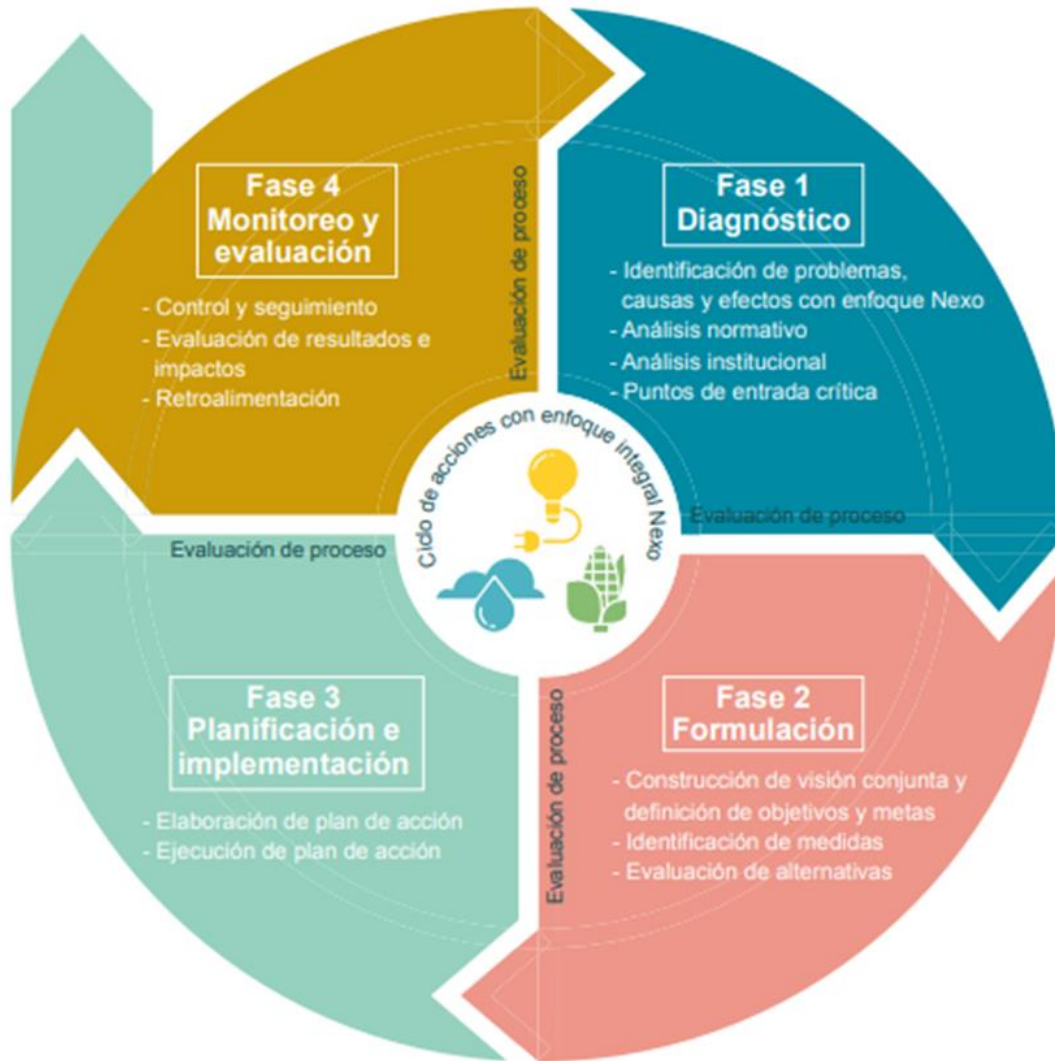 Fase 4
Monitoreo y
evaluación
- Control y seguimiento
- Evaluación de resultados e
impactos
- Retroalimentación
Evaluación de proceso
Fase 1
Diagnóstico
- Identificación de problemas,
causas y efectos con enfoque Nexo
- Análisis normativo
- Análisis institucional
- Puntos de entrada crítica
Evaluación de proceso
Ciclo de acciones con enfoque integral Nexo
Evaluación de proceso
Fase 3
Planificación e
implementación
- Elaboración de plan de acción
- Ejecución de plan de acción
Evaluación de proceso
Fase 2
Formulación
- Construcción de visión conjunta y
definición de objetivos y metas
- Identificación de medidas
- Evaluación de alternativas